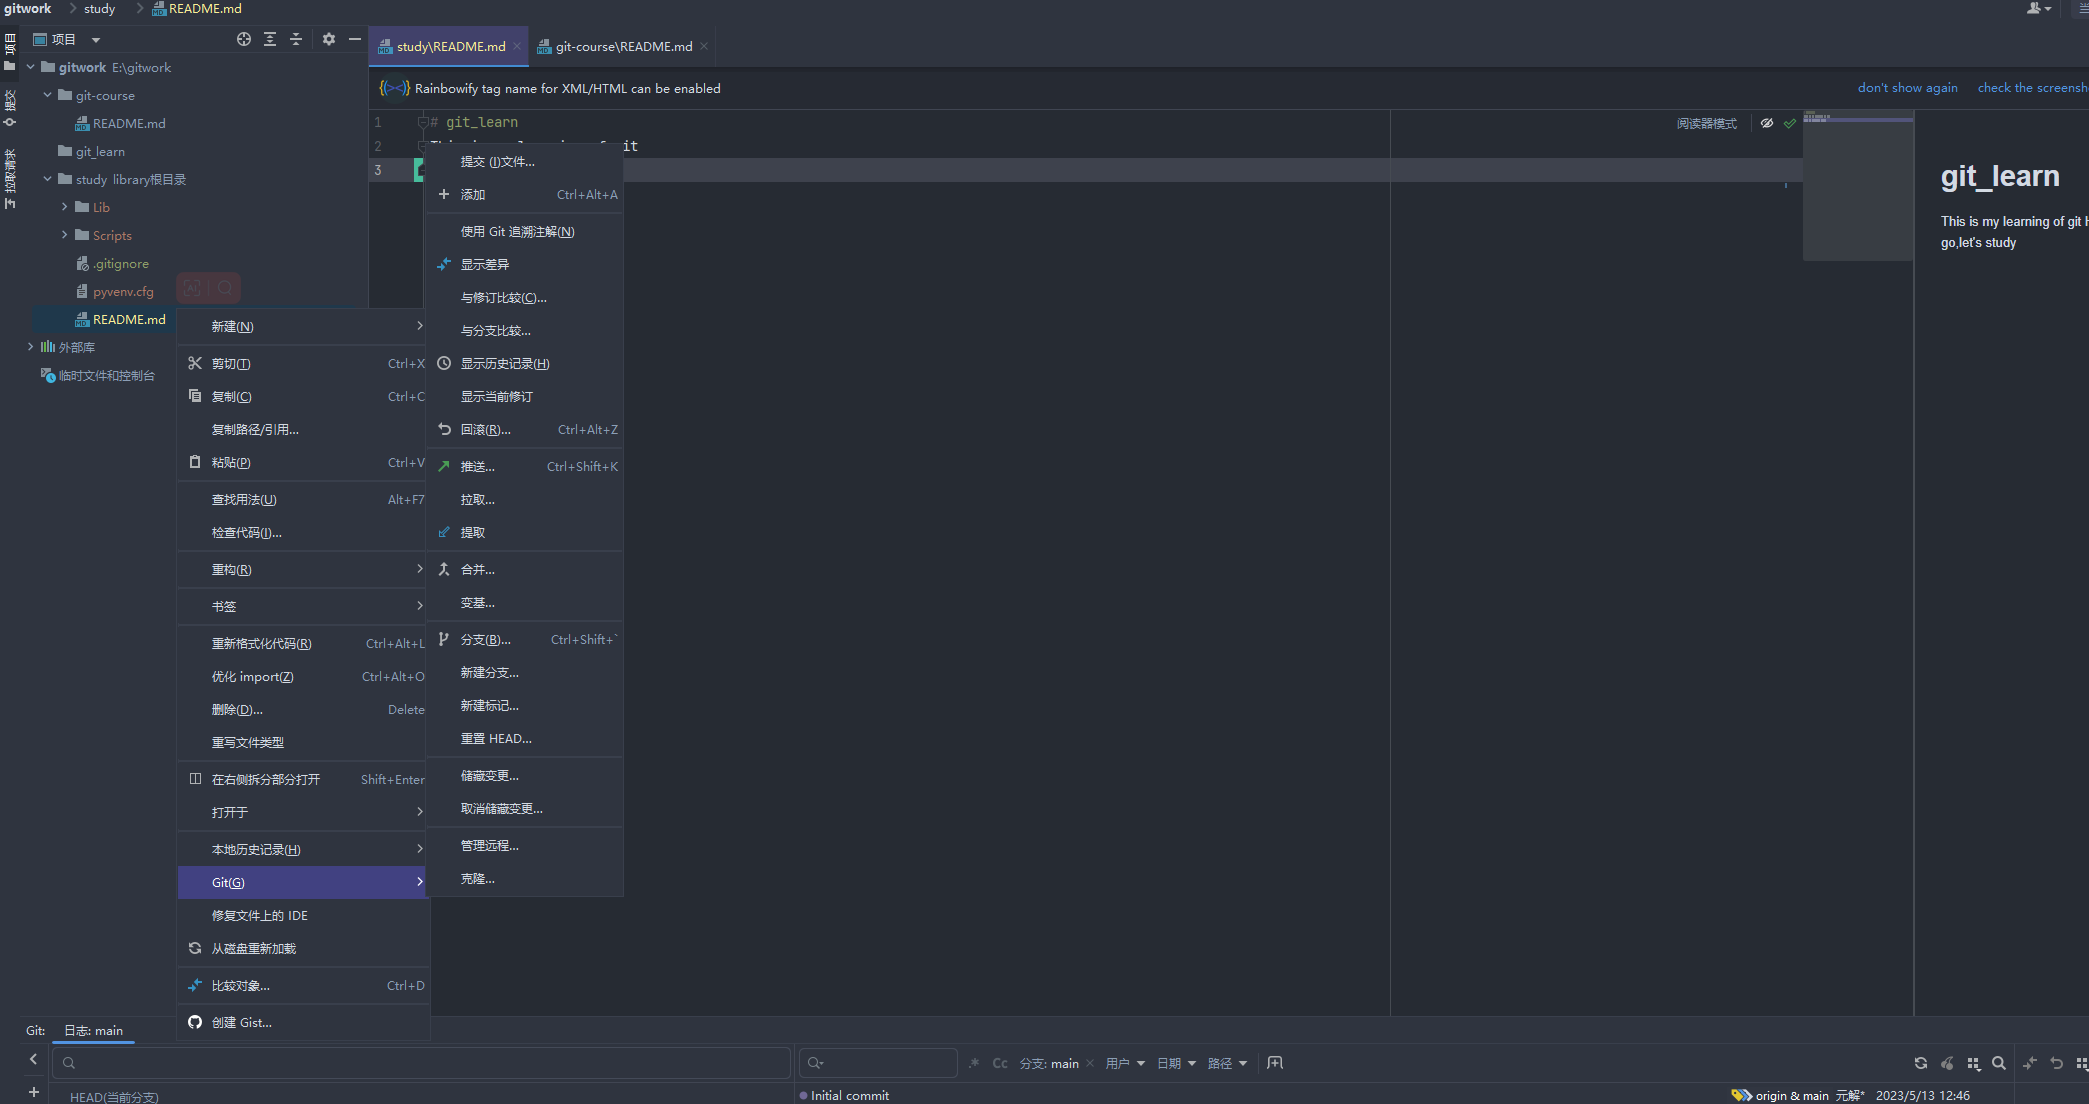 gitwork
study
README.md
项目
项目
study\README.md
git-course\README.md
gitwork E:\gitwork
git-course
README.md
git_learn
study library根目录
Lib
Scripts
.gitignore
pyvenv.cfg
README.md
外部库
临时文件和控制台
提交
拉取请求
Rainbowify tag name for XML/HTML can be enabled
don't show again
check the screensh
1
# git_learn
2
it
3
阅读器模式
git_learn
This is my learning of git H
go,let's study
新建(N)
剪切(T) Ctrl+X
复制(C) Ctrl+C
复制路径/引用...
粘贴(P) Ctrl+V
查找用法(U) Alt+F7
检查代码(I)...
重构(R)
书签
重新格式化代码(R) Ctrl+Alt+L
优化 import(Z) Ctrl+Alt+O
删除(D)... Delete
重写文件类型
在右侧拆分部分打开 Shift+Enter
打开于
本地历史记录(H)
Git(G)
修复文件上的 IDE
从磁盘重新加载
比较对象... Ctrl+D
创建 Gist...
提交 (I)文件...
添加 Ctrl+Alt+A
使用 Git 追溯注解(N)
显示差异
与修订比较(C)...
与分支比较...
显示历史记录(H)
显示当前修订
回滚(R)... Ctrl+Alt+Z
推送... Ctrl+Shift+K
拉取...
提取
合并...
变基...
分支(B)... Ctrl+Shift+`
新建分支...
新建标记...
重置 HEAD...
储藏变更...
取消储藏变更...
管理远程...
克隆...
Git:
日志: main
.*
Cc
分支: main
用户
日期
路径
HEAD(当前分支)
Initial commit
origin & main 元解* 2023/5/13 12:46